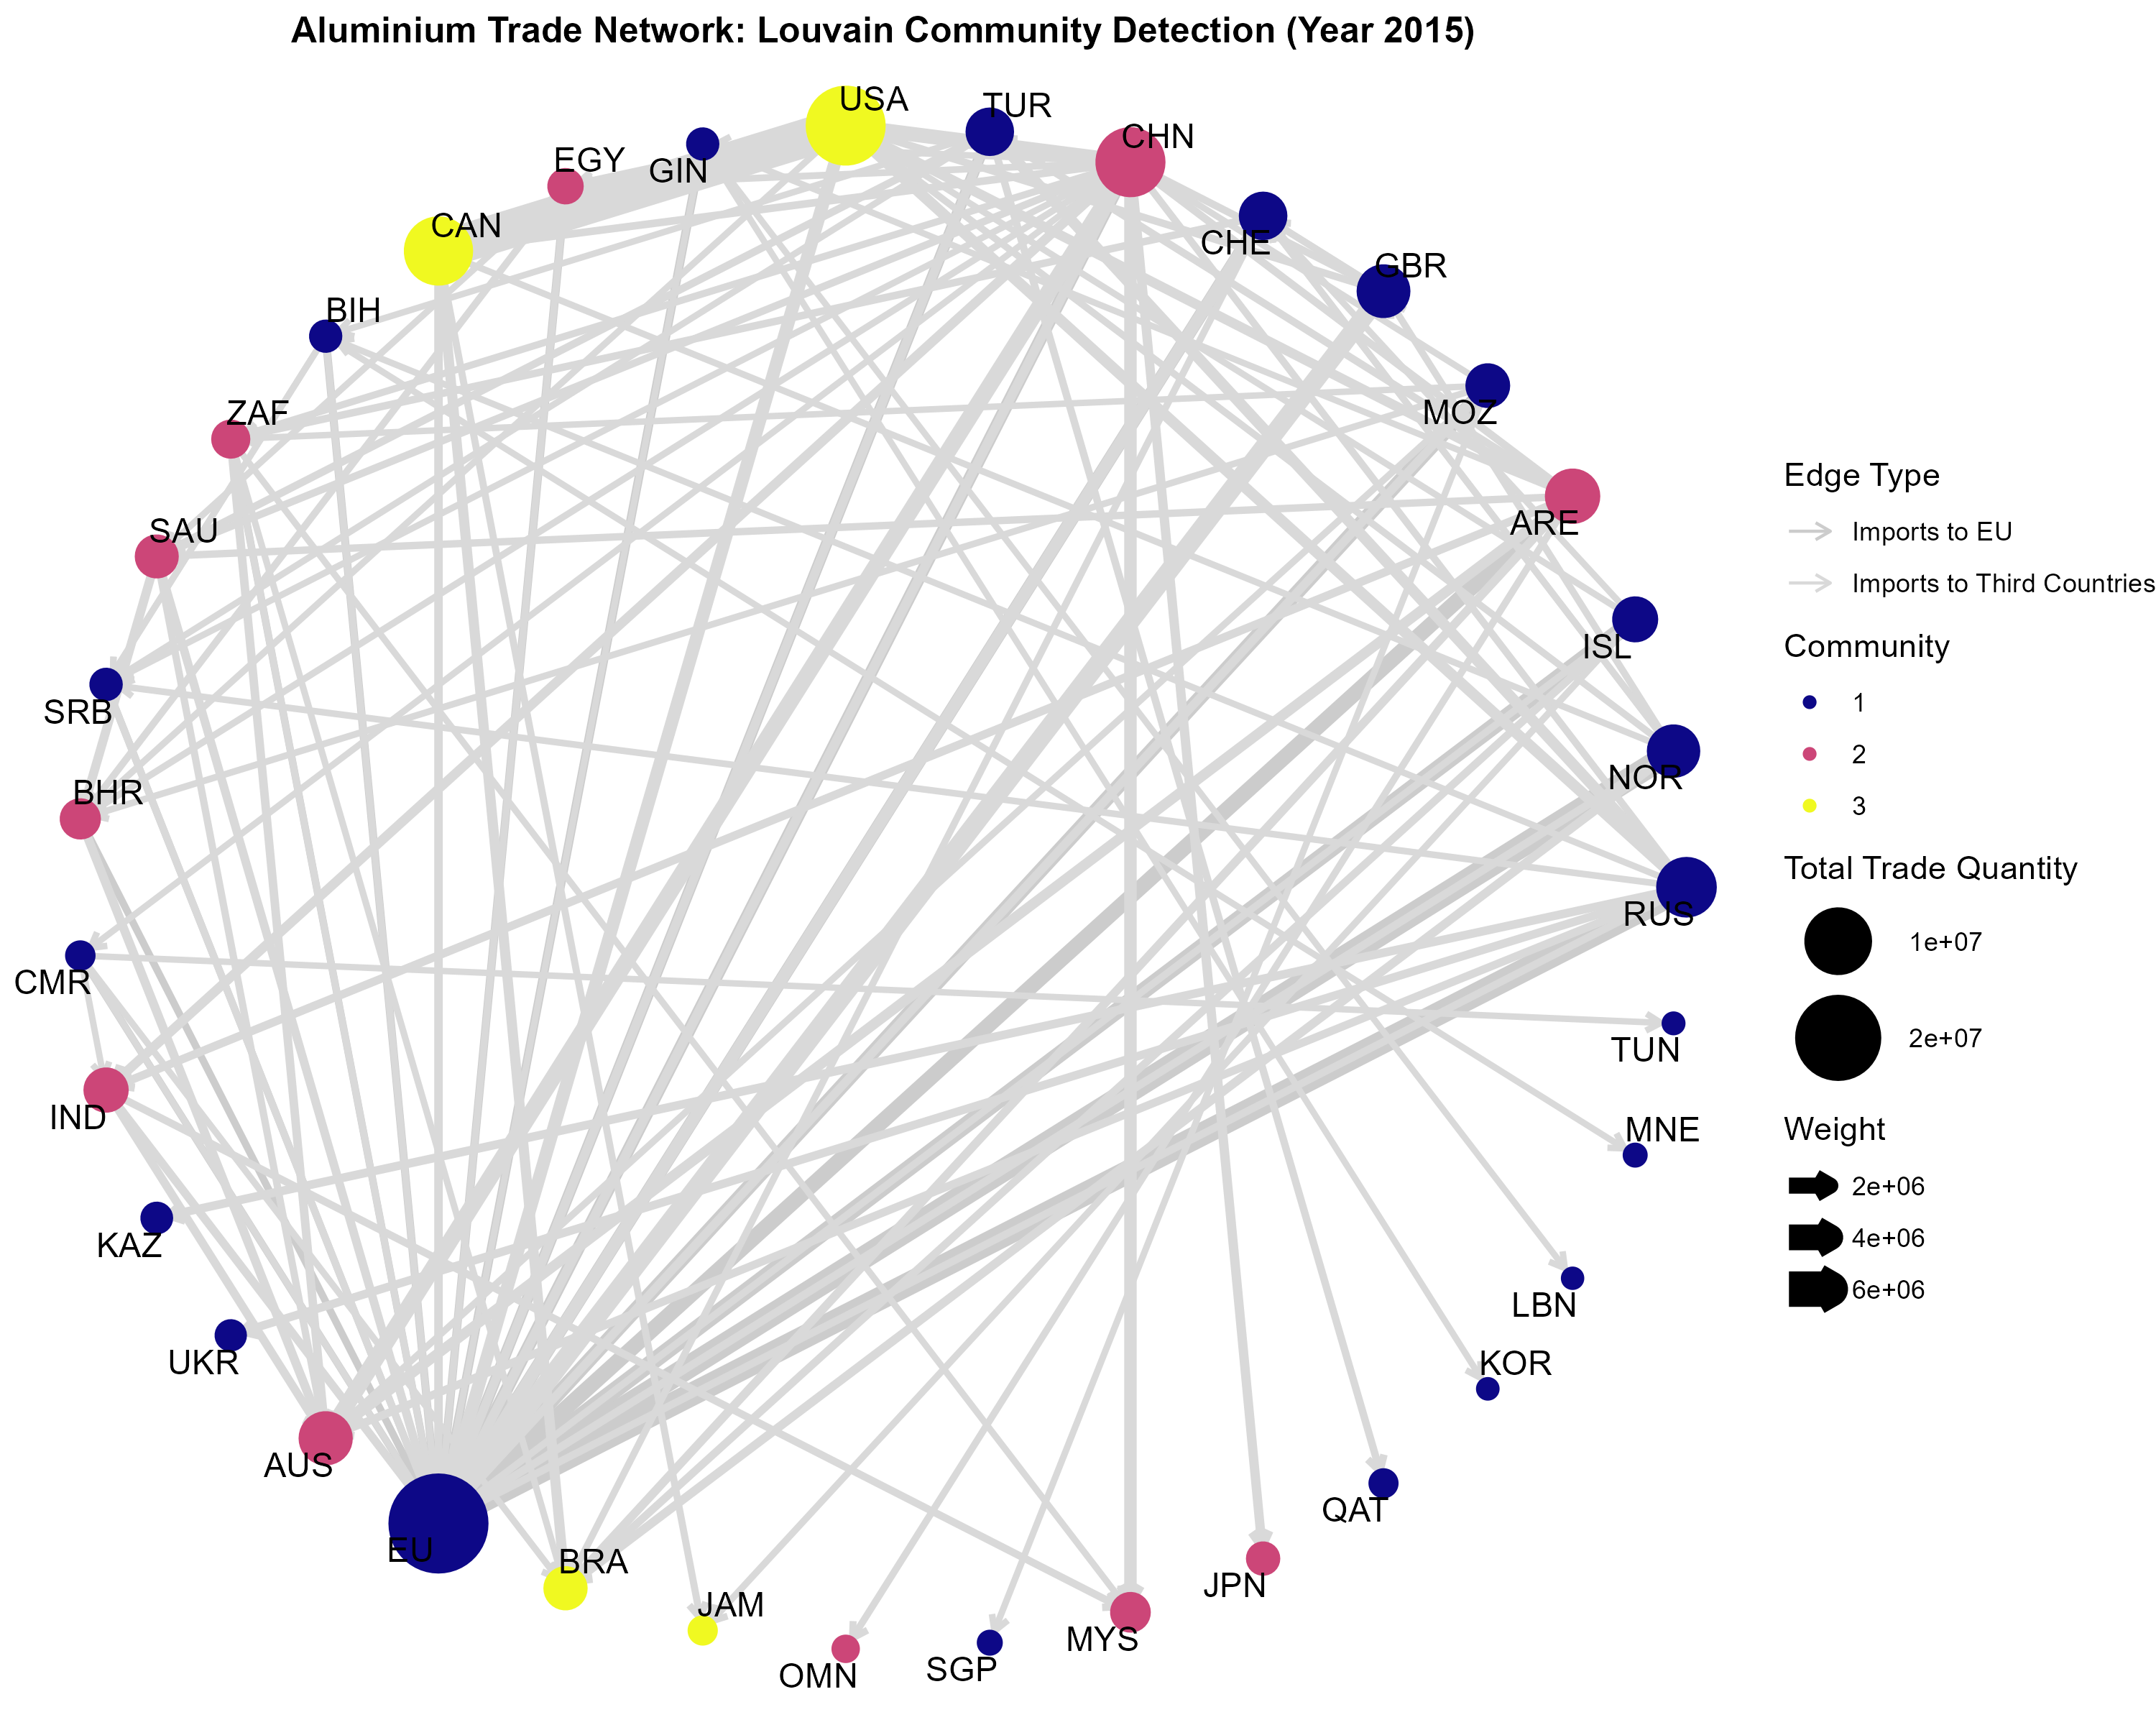 Aluminium Trade Network: Louvain Community Detection (Year 2015)
USA
TUR
CHN
EGY
GIN
CAN
CHE
GBR
BIH
ZAF
MOZ
SAU
ARE
ISL
SRB
NOR
BHR
RUS
CMR
TUN
IND
MNE
KAZ
LBN
UKR
KOR
AUS
QAT
EU
BRA
JPN
JAM
MYS
OMN
SGP
Edge Type
Imports to EU
Imports to Third Countries
Community
1
2
3
Total Trade Quantity
1e+07
2e+07
Weight
2e+06
4e+06
6e+06